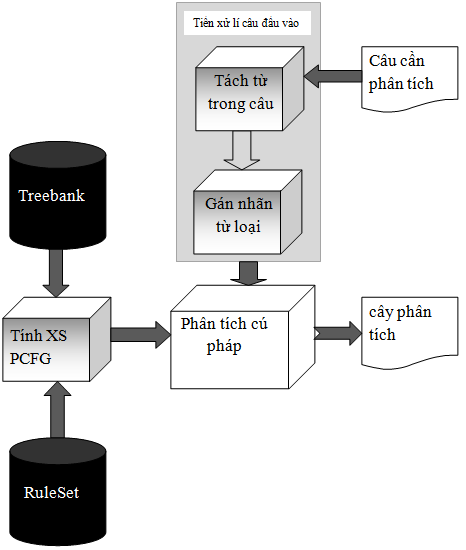 Tiền xử lí câu đầu vào
Tách từ
trong câu
Câu cần
phân tích
Treebank
Gán nhãn
từ loại
Tính XS
PCFG
Phân tích cú
pháp
cây phân
tích
RuleSet